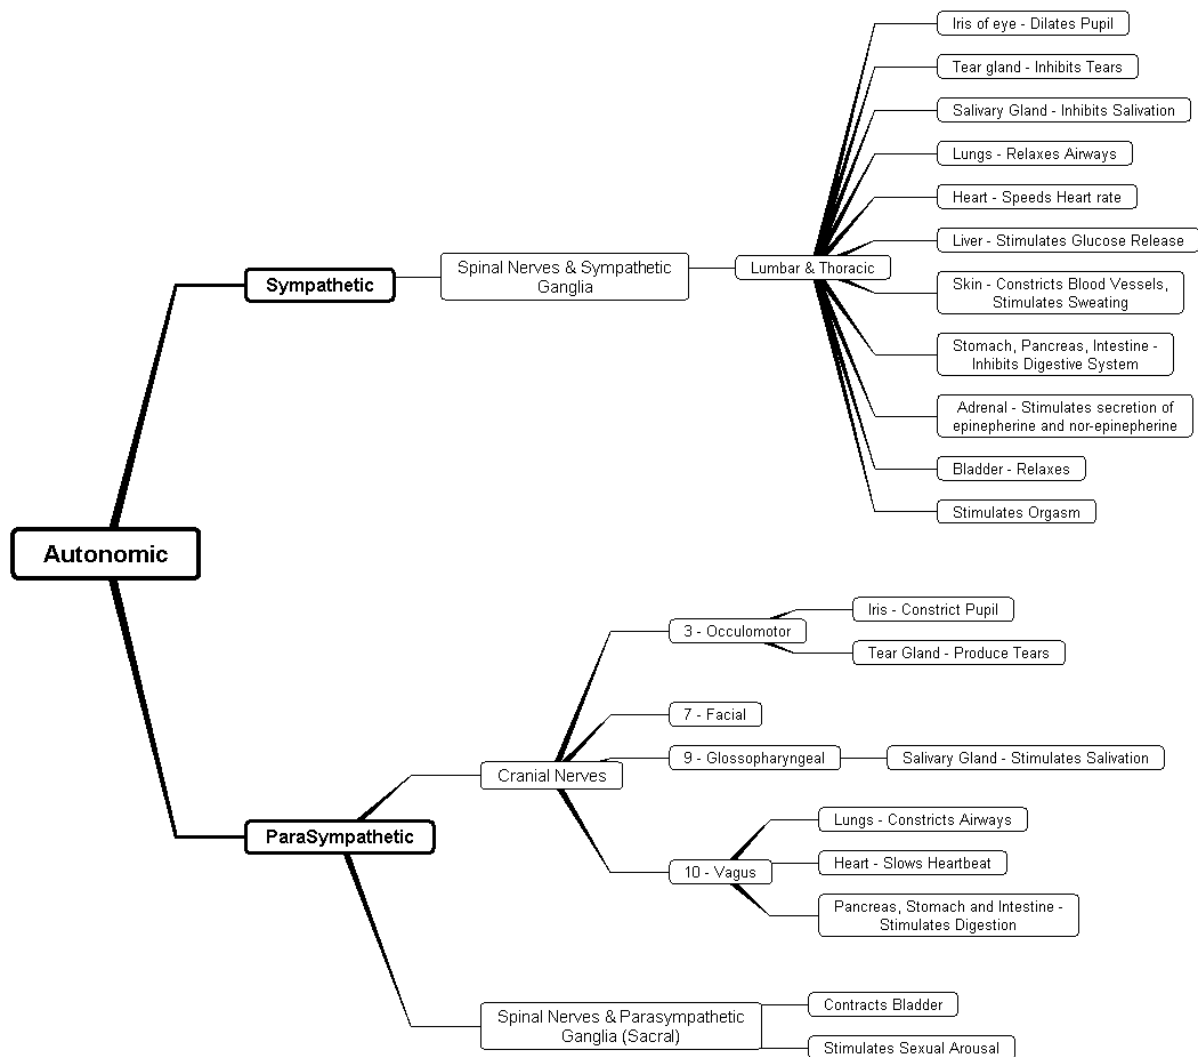 Iris of eye - Dilates Pupil
Tear gland - Inhibits Tears
Salivary Gland - Inhibits Salivation
Lungs - Relaxes Airways
Heart - Speeds Heart rate
Liver - Stimulates Glucose Release
Skin - Constricts Blood Vessels,
Stimulates Sweating
Stomach, Pancreas, Intestine -
Inhibits Digestive System
Adrenal - Stimulates secretion of
epinepherine and nor-epinepherine
Bladder - Relaxes
Stimulates Orgasm
Lumbar & Thoracic
Spinal Nerves & Sympathetic
Ganglia
Sympathetic
Autonomic
ParaSympathetic
Cranial Nerves
3 - Occulomotor
Iris - Constrict Pupil
Tear Gland - Produce Tears
7 - Facial
9 - Glossopharyngeal
Salivary Gland - Stimulates Salivation
10 - Vagus
Lungs - Constricts Airways
Heart - Slows Heartbeat
Pancreas, Stomach and Intestine -
Stimulates Digestion
Spinal Nerves & Parasympathetic
Ganglia (Sacral)
Contracts Bladder
Stimulates Sexual Arousal